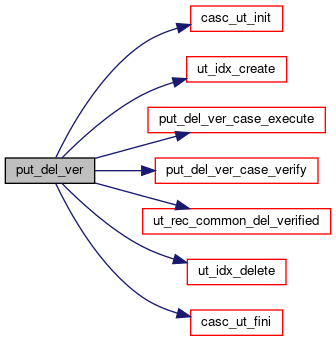 casc_ut_init
ut_idx_create
put_del_ver_case_execute
put_del_ver
put_del_ver_case_verify
ut_rec_common_del_verified
ut_idx_delete
casc_ut_fini